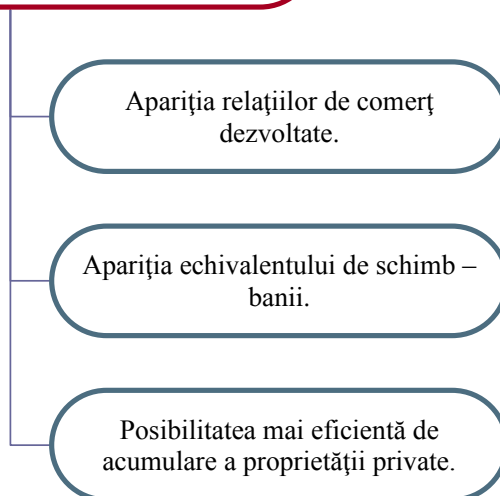 Apariţia relaţiilor de comerţ
dezvoltate.
Apariţia echivalentului de schimb –
banii.
Posibilitatea mai eficientă de
acumulare a proprietăţii private.